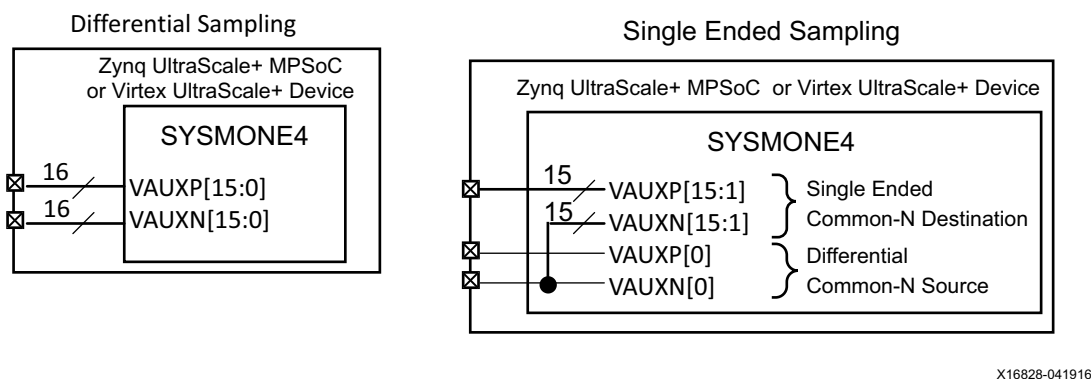 Differential Sampling
Zynq UltraScale+ MPSoC
or Virtex UltraScale+ Device
SYSMONE4
16
VAUXP[15:0]
16
VAUXN[15:0]
Single Ended Sampling
Zynq UltraScale+ MPSoC or Virtex UltraScale+ Device
SYSMONE4
15
VAUXP[15:1]
15
VAUXN[15:1]
Single Ended
Common-N Destination
VAUXP[0]
VAUXN[0]
Differential
Common-N Source
X16828-041916